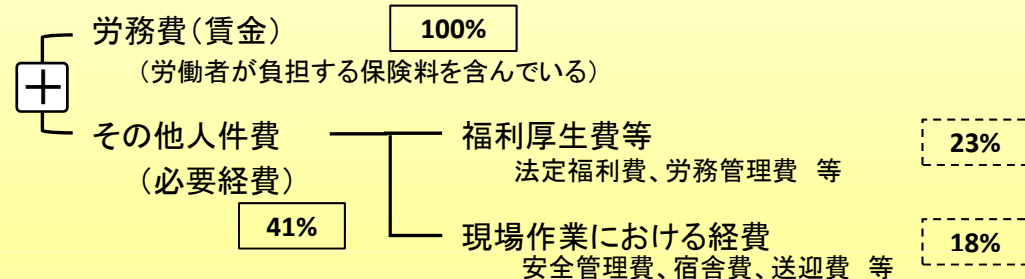 労務費(賃金) 100%
(労働者が負担する保険料を含んでいる)
+
その他人件費 福利厚生費等 23%
法定福利費、労務管理費 等
(必要経費)
41%
現場作業における経費 18%
安全管理費、宿舎費、送迎費 等